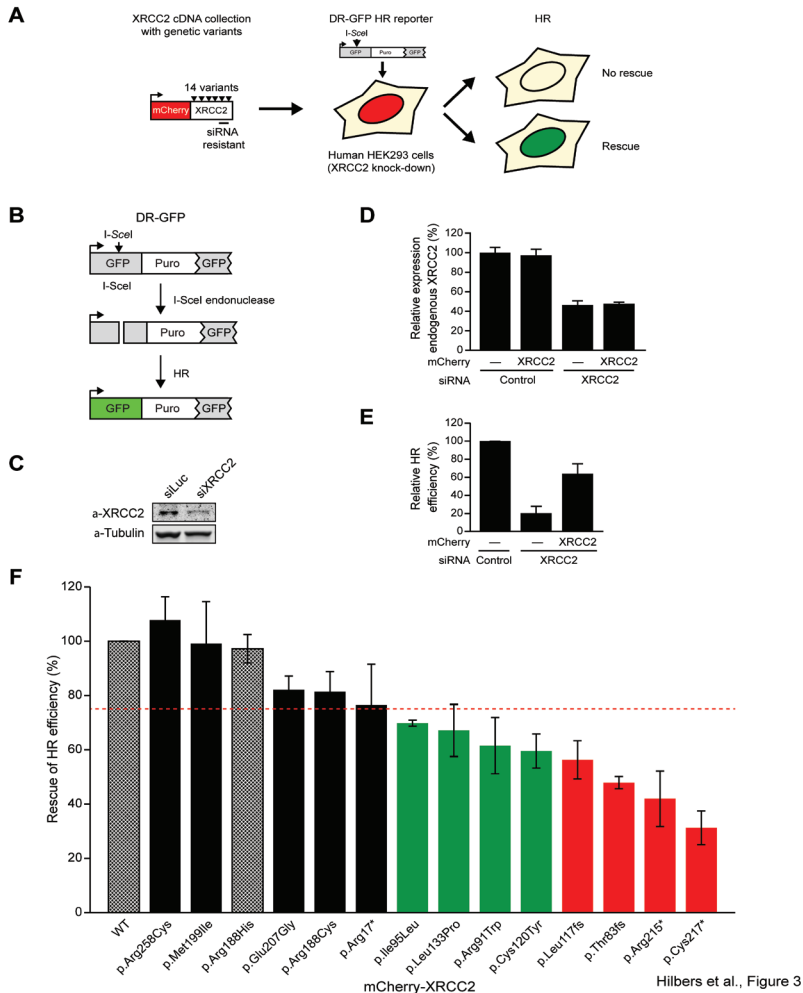 A
XRCC2 cDNA collection
with genetic variants
14 variants
mCherry
XRCC2
siRNA
resistant
DR-GFP HR reporter
I-SceI
GFP
Puro
GFP
Human HEK293 cells
(XRCC2 knock-down)
HR
No rescue
Rescue
B
DR-GFP
I-SceI
GFP
Puro
GFP
I-SceI
I-SceI endonuclease
Puro
GFP
HR
GFP
Puro
GFP
C
siLuc
siXRCC2
a-XRCC2
a-Tubulin
D
Relative expression
endogenous XRCC2 (%)
120
100
80
60
40
20
0
mCherry
—
XRCC2
—
XRCC2
siRNA
Control
XRCC2
E
Relative HR
efficiency (%)
120
100
80
60
40
20
0
mCherry
—
—
XRCC2
siRNA
Control
XRCC2
F
Rescue of HR efficiency (%)
120
100
80
60
40
20
0
WT
p.Arg258Cys
p.Met199Ile
p.Arg188His
p.Glu207Gly
p.Arg188Cys
p.Arg17*
p.Ile95Leu
p.Leu133Pro
p.Arg91Trp
p.Cys120Tyr
p.Leu117fs
p.Thr83fs
p.Arg215*
p.Cys217*
mCherry-XRCC2
Hilbers et al., Figure 3